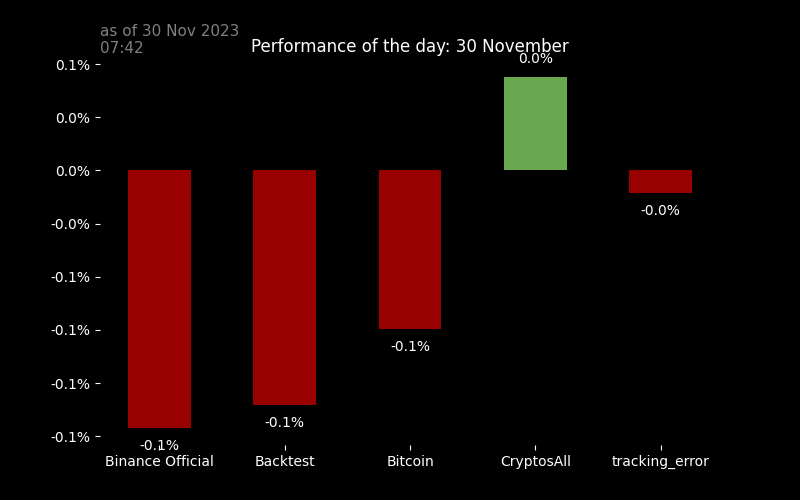 as of 30 Nov 2023
07:42
Performance of the day: 30 November
0.1%
0.0%
0.0%
-0.0%
-0.1%
-0.1%
-0.1%
-0.1%
0.0%
-0.0%
-0.1%
-0.1%
-0.1%
Binance Official
Backtest
Bitcoin
CryptosAll
tracking_error